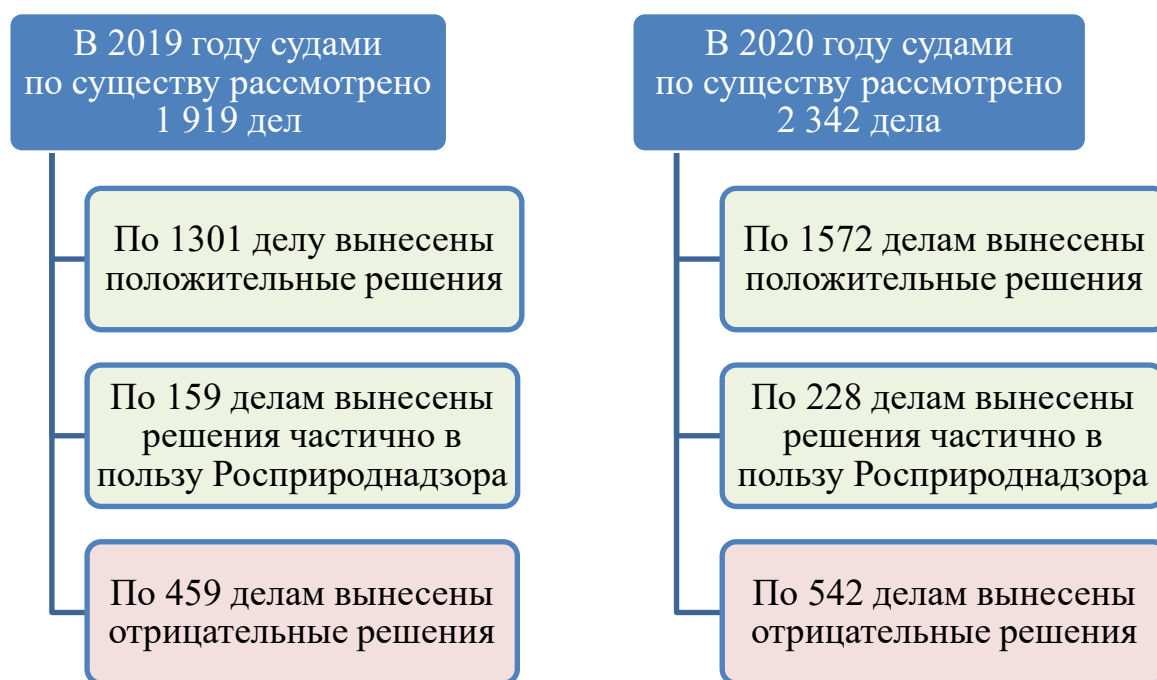 В 2019 году судами
по существу рассмотрено
1 919 дел
По 1301 делу вынесены
положительные решения
По 159 делам вынесены
решения частично в
пользу Росприроднадзора
По 459 делам вынесены
отрицательные решения
В 2020 году судами
по существу рассмотрено
2 342 дела
По 1572 делам вынесены
положительные решения
По 228 делам вынесены
решения частично в
пользу Росприроднадзора
По 542 делам вынесены
отрицательные решения